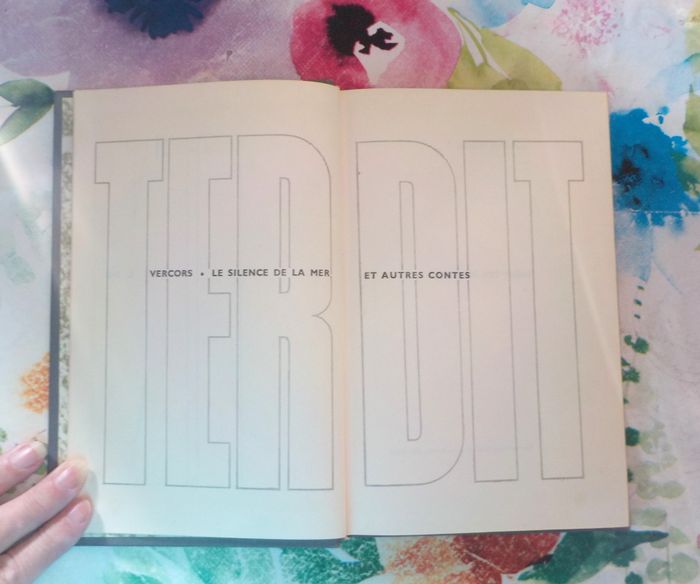 TERDIT
VERCORS • LE SILENCE DE LA MER ET AUTRES CONTES